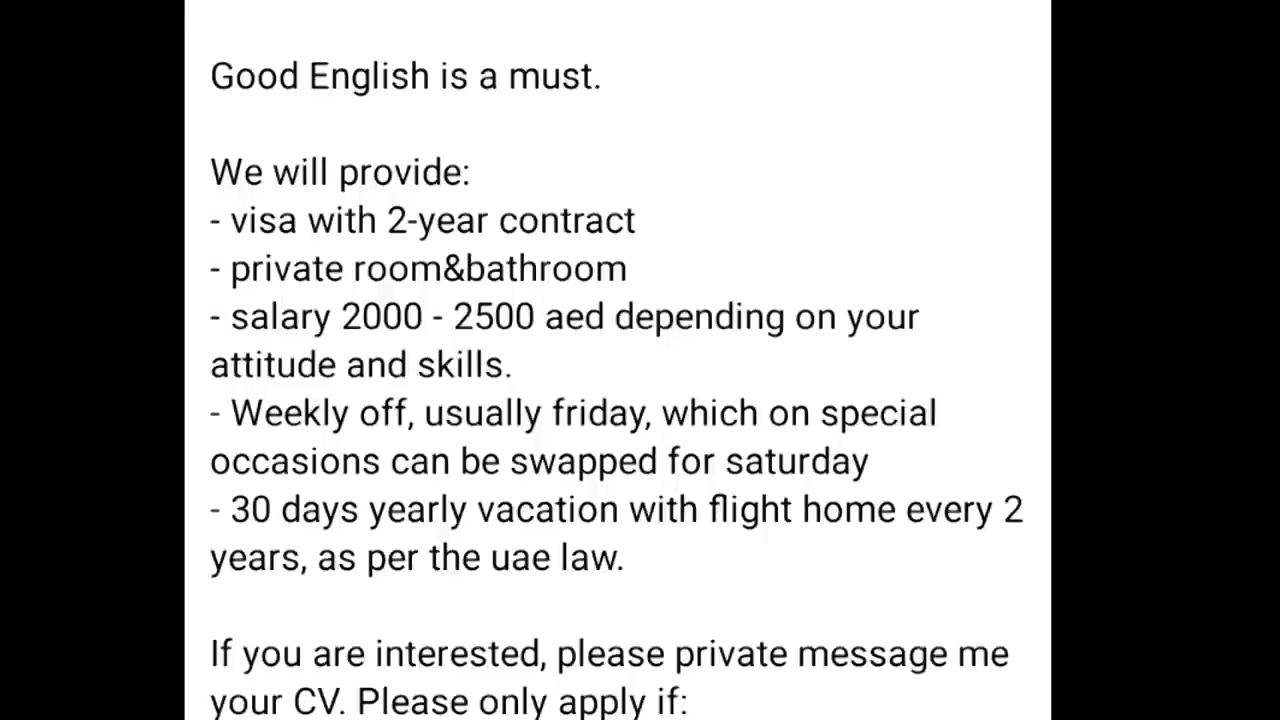 Good English is a must.
We will provide:
- visa with 2-year contract
- private room&bathroom
- salary 2000 - 2500 aed depending on your
attitude and skills.
- Weekly off, usually friday, which on special
occasions can be swapped for saturday
- 30 days yearly vacation with flight home every 2
years, as per the uae law.
If you are interested, please private message me
your CV. Please only apply if: